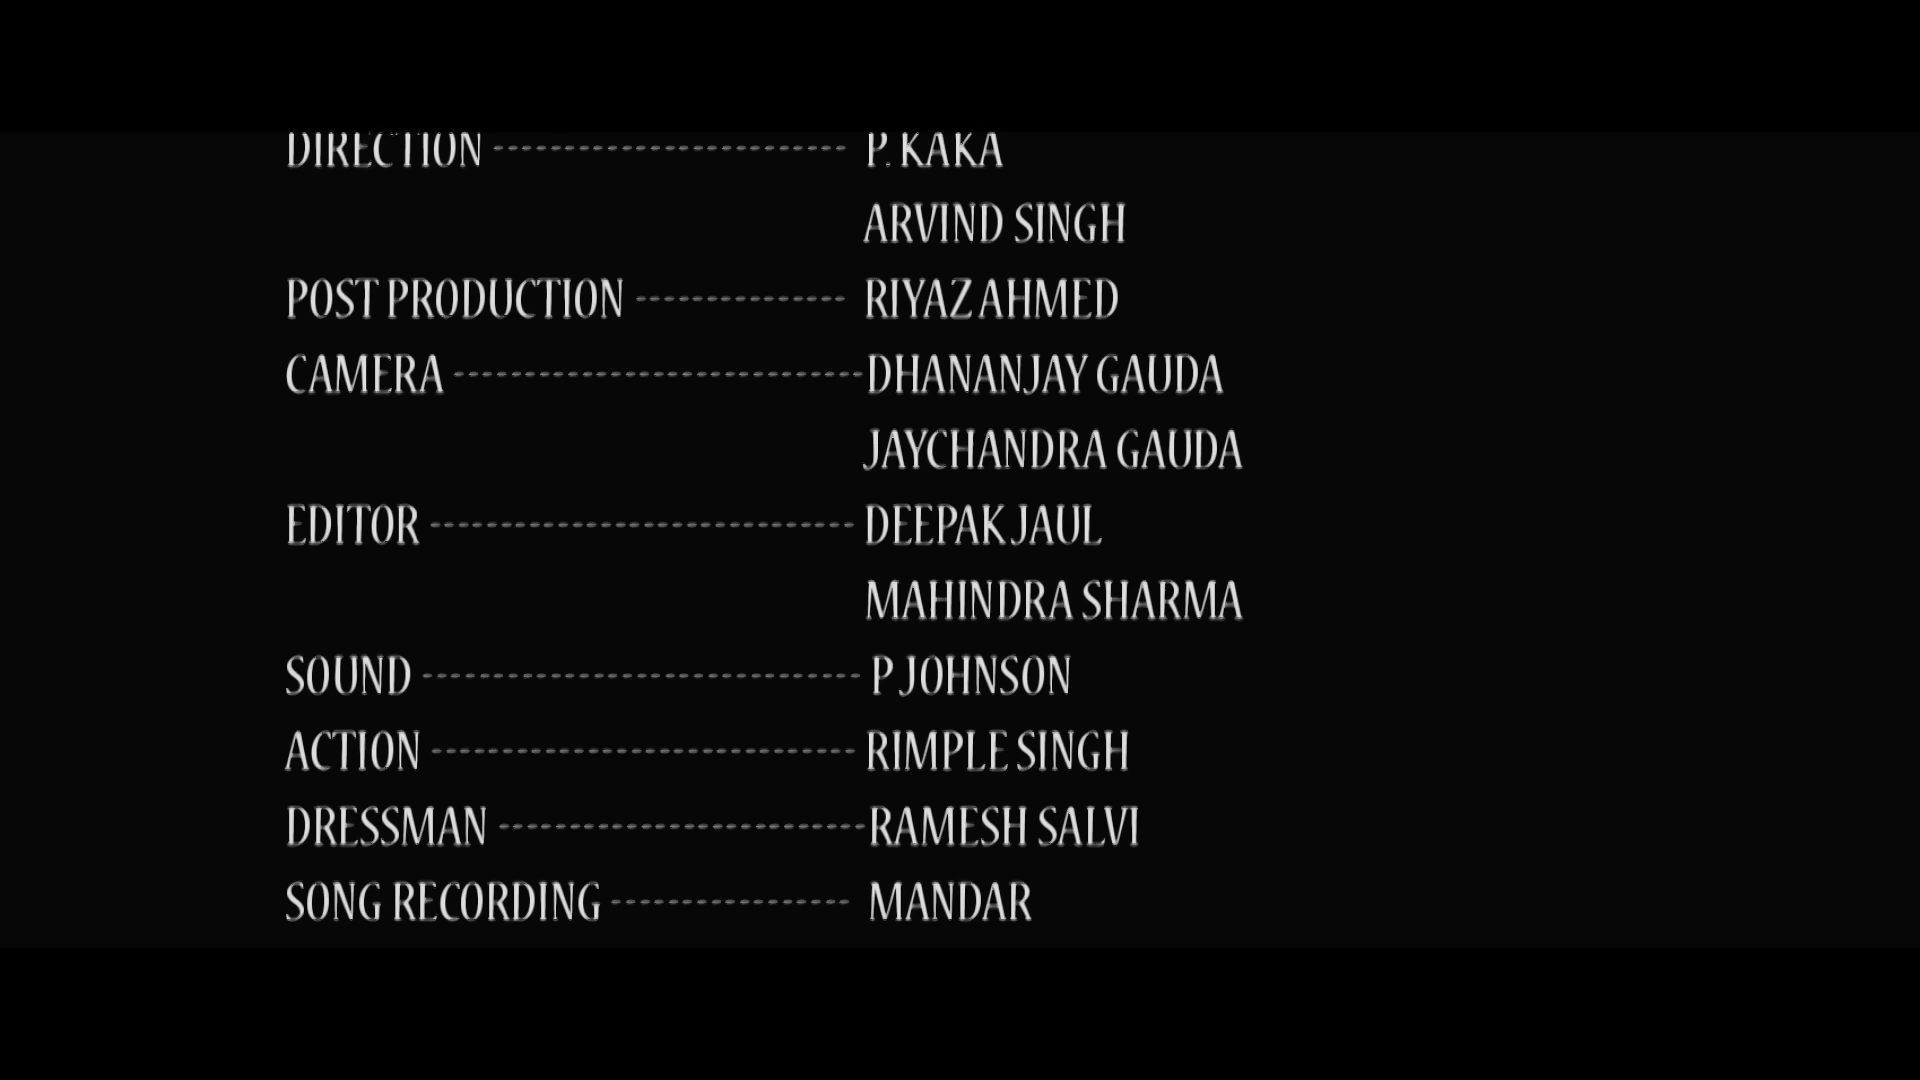 DIRECTION ------------------------- P. KAKA
ARVIND SINGH
POST PRODUCTION --------------- RIYAZ AHMED
CAMERA -----------------------------DHANANJAY GAUDA
JAYCHANDRA GAUDA
EDITOR ------------------------------ DEEPAK JAUL
MAHINDRA SHARMA
SOUND ------------------------------- P JOHNSON
ACTION ------------------------------ RIMPLE SINGH
DRESSMAN --------------------------RAMESH SALVI
SONG RECORDING ----------------- MANDAR